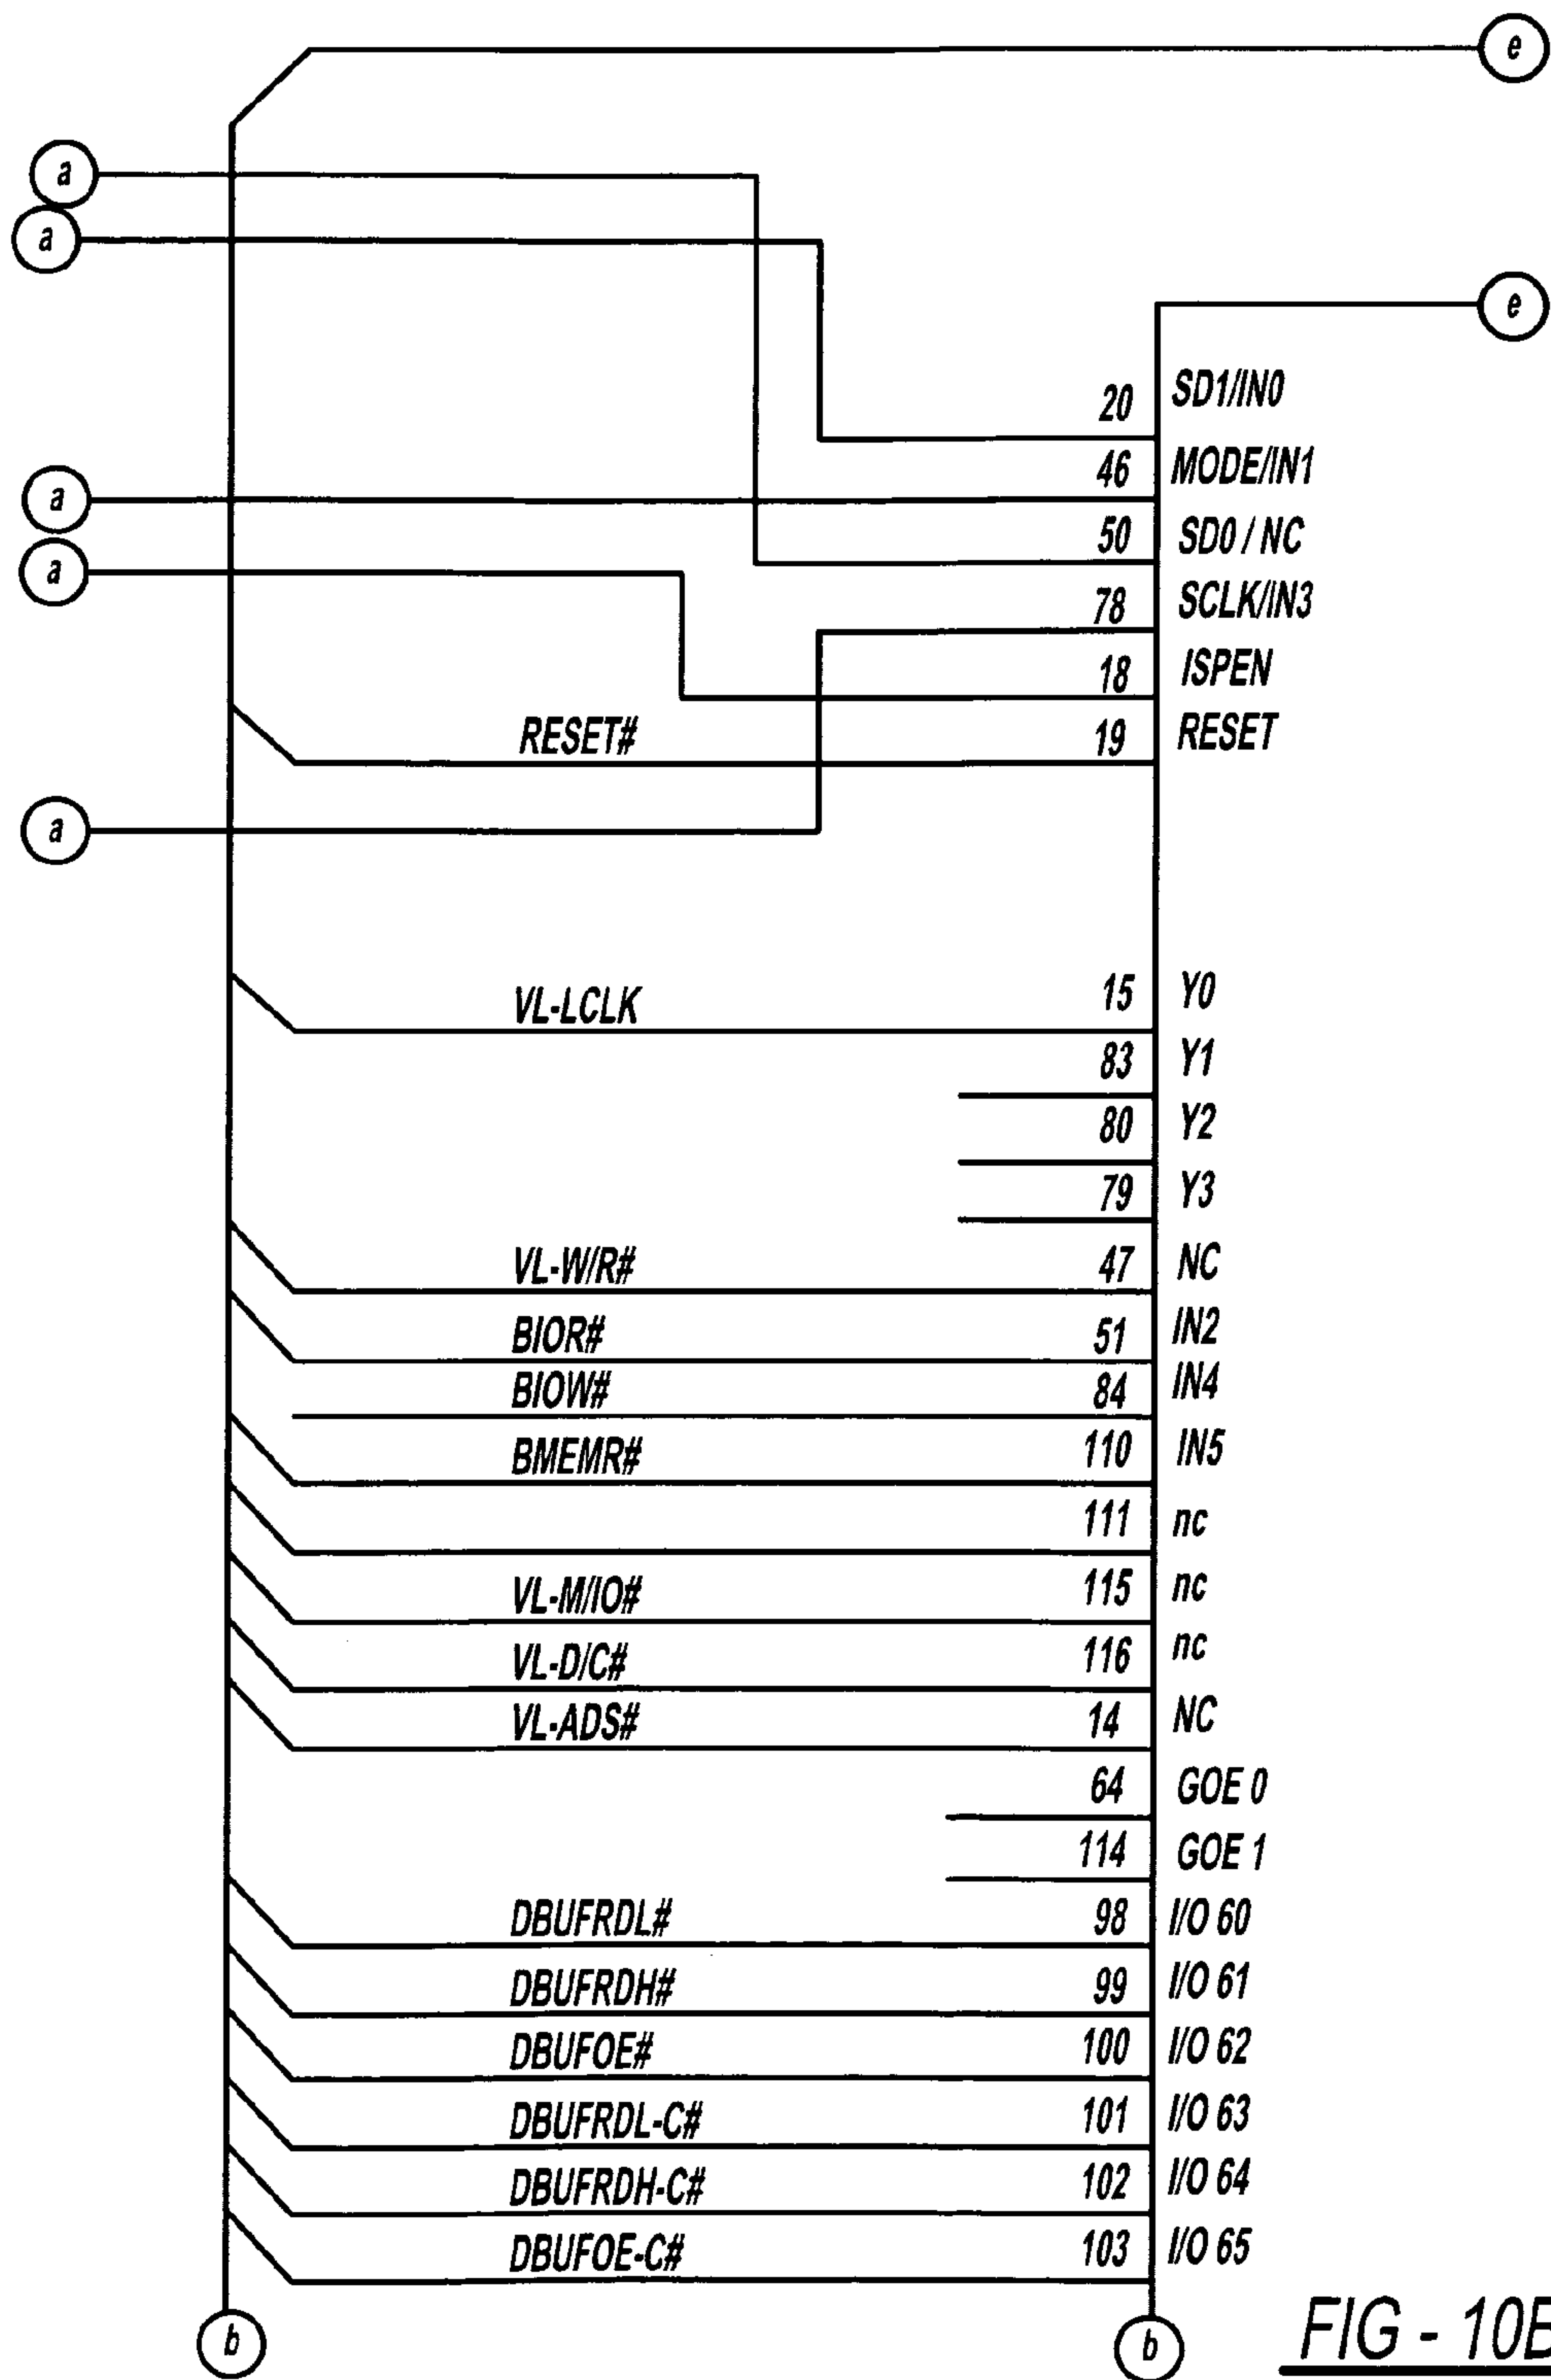 e
a
a
e
20 SD1/IN0
46 MODE/IN1
a
50 SD0 / NC
a
78 SCLK/IN3
18 ISPEN
RESET# 19 RESET
a
VL-LCLK 15 Y0
83 Y1
80 Y2
79 Y3
VL-W/R# 47 NC
BIOR# 51 IN2
BIOW# 84 IN4
BMEMR# 110 IN5
111 nc
VL-M/IO# 115 nc
VL-D/C# 116 nc
VL-ADS# 14 NC
64 GOE 0
114 GOE 1
DBUFRDL# 98 I/O 60
DBUFRDH# 99 I/O 61
DBUFOE# 100 I/O 62
DBUFRDL-C# 101 I/O 63
DBUFRDH-C# 102 I/O 64
DBUFOE-C# 103 I/O 65
b b
FIG - 10B